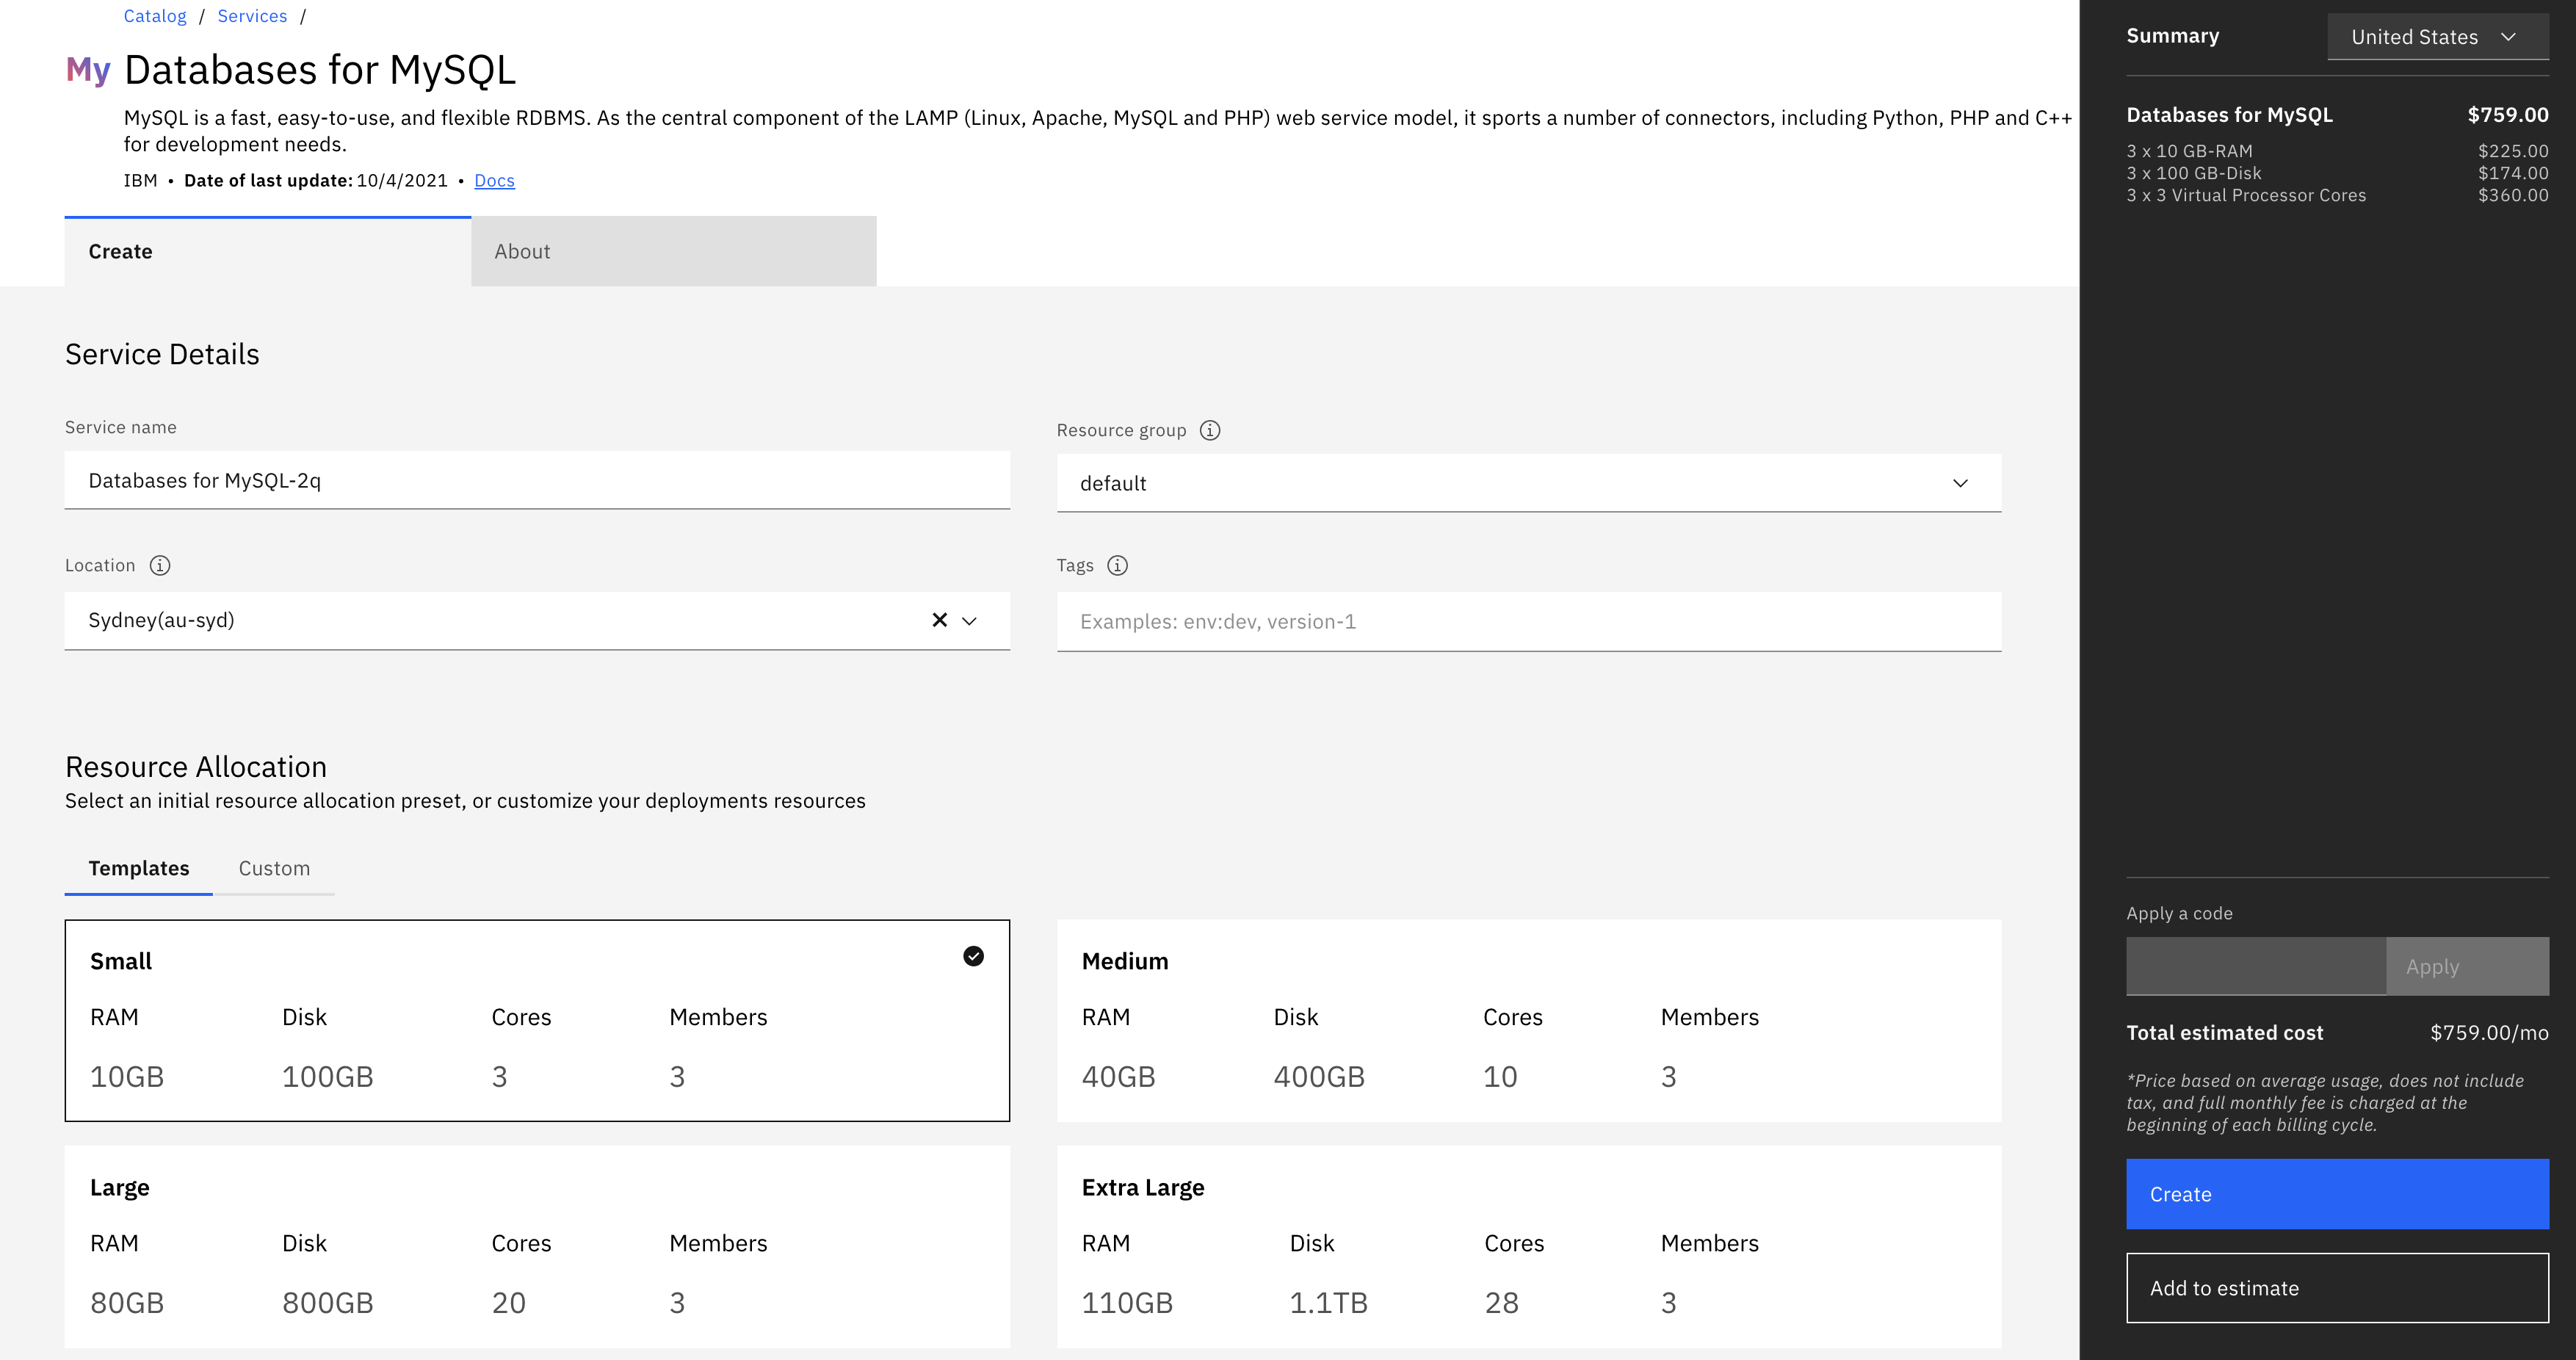 Catalog / Services /
My Databases for MySQL
MySQL is a fast, easy-to-use, and flexible RDBMS. As the central component of the LAMP (Linux, Apache, MySQL and PHP) web service model, it sports a number of connectors, including Python, PHP and C++
for development needs.
IBM • Date of last update: 10/4/2021 • Docs
Create
About
Service Details
Service name
Databases for MySQL-2q
Resource group
default
Location
Sydney(au-syd)
Tags
Examples: env:dev, version-1
Resource Allocation
Select an initial resource allocation preset, or customize your deployments resources
Templates
Custom
Small
RAM Disk Cores Members
10GB 100GB 3 3
Medium
RAM Disk Cores Members
40GB 400GB 10 3
Large
RAM Disk Cores Members
80GB 800GB 20 3
Extra Large
RAM Disk Cores Members
110GB 1.1TB 28 3
Summary
United States
Databases for MySQL $759.00
3 x 10 GB-RAM $225.00
3 x 100 GB-Disk $174.00
3 x 3 Virtual Processor Cores $360.00
Apply a code
Apply
Total estimated cost $759.00/mo
*Price based on average usage, does not include
tax, and full monthly fee is charged at the
beginning of each billing cycle.
Create
Add to estimate